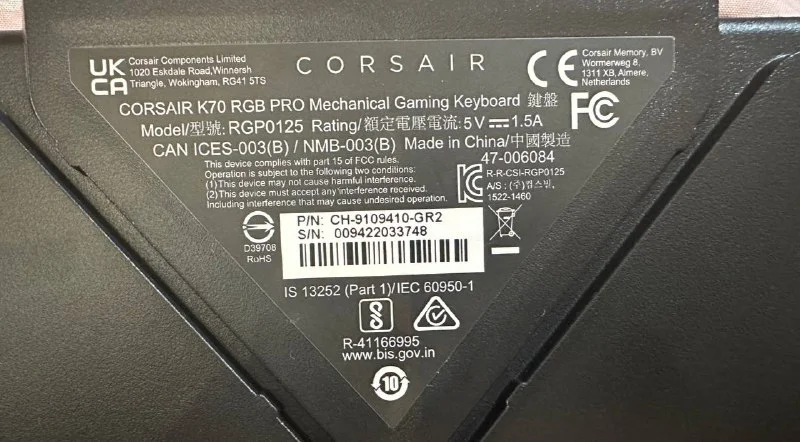 UK
CA
Corsair Components Limited
1020 Eskdale Road,Winnersh
Triangle, Wokingham, RG41 5TS
CORSAIR
CE
Corsair Memory, BV
Wormerweg 8,
1311 XB, Almere,
Netherlands
FC
CORSAIR K70 RGB PRO Mechanical Gaming Keyboard 鍵盤
Model/型號: RGP0125 Rating/額定電壓電流: 5V⎓1.5A
CAN ICES-003(B) / NMB-003(B) Made in China/中國製造
This device complies with part 15 of FCC rules.
Operation is subject to the following two conditions:
(1)This device may not cause harmful interference.
(2)This device must accept any interference received.
Including interference that may cause undesired operation.
47-006084
R-R-CSI-RGP0125
A/S : (주)컴스빌,
1522-1460
D39708
RoHS
P/N: CH-9109410-GR2
S/N: 009422033748
IS 13252 (Part 1)/IEC 60950-1
R-41166995
www.bis.gov.in
10